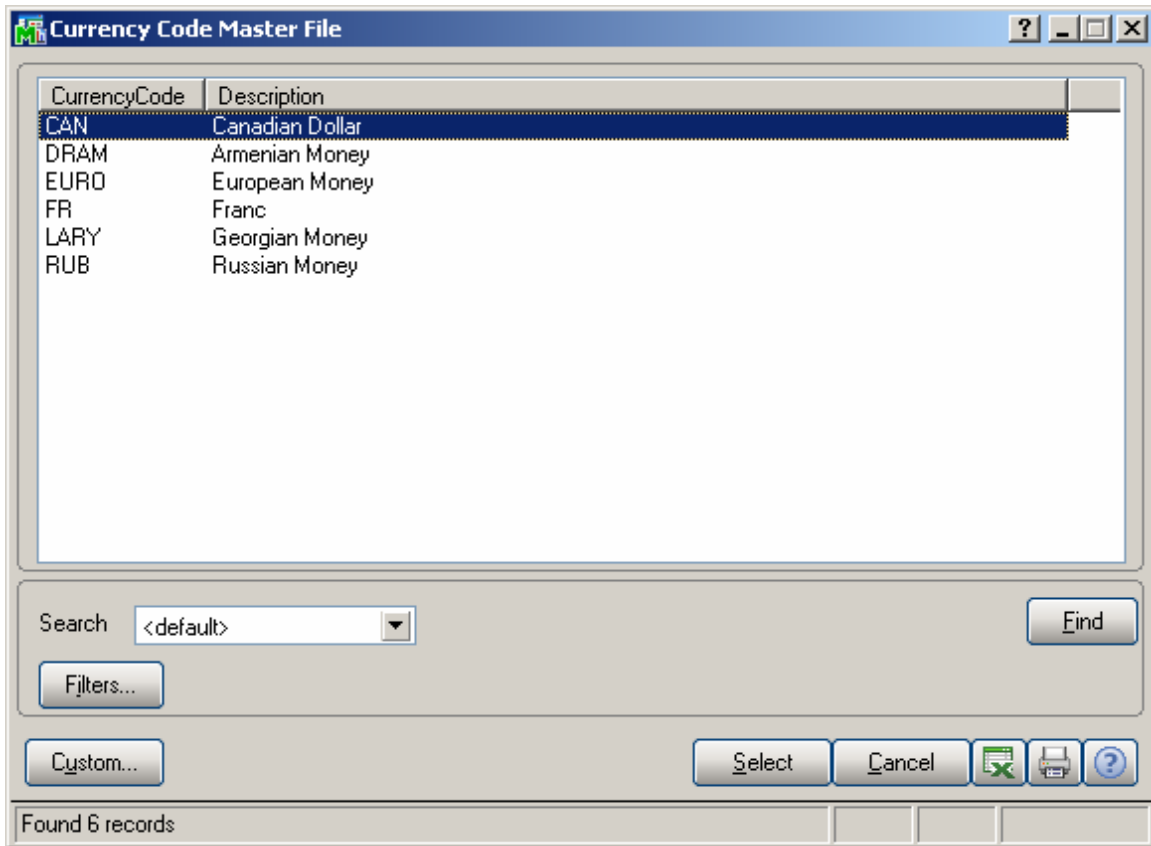 Currency Code Master File
CurrencyCode Description
CAN Canadian Dollar
DRAM Armenian Money
EURO European Money
FR Franc
LARY Georgian Money
RUB Russian Money
Search <default> Find
Filters...
Custom... Select Cancel
Found 6 records